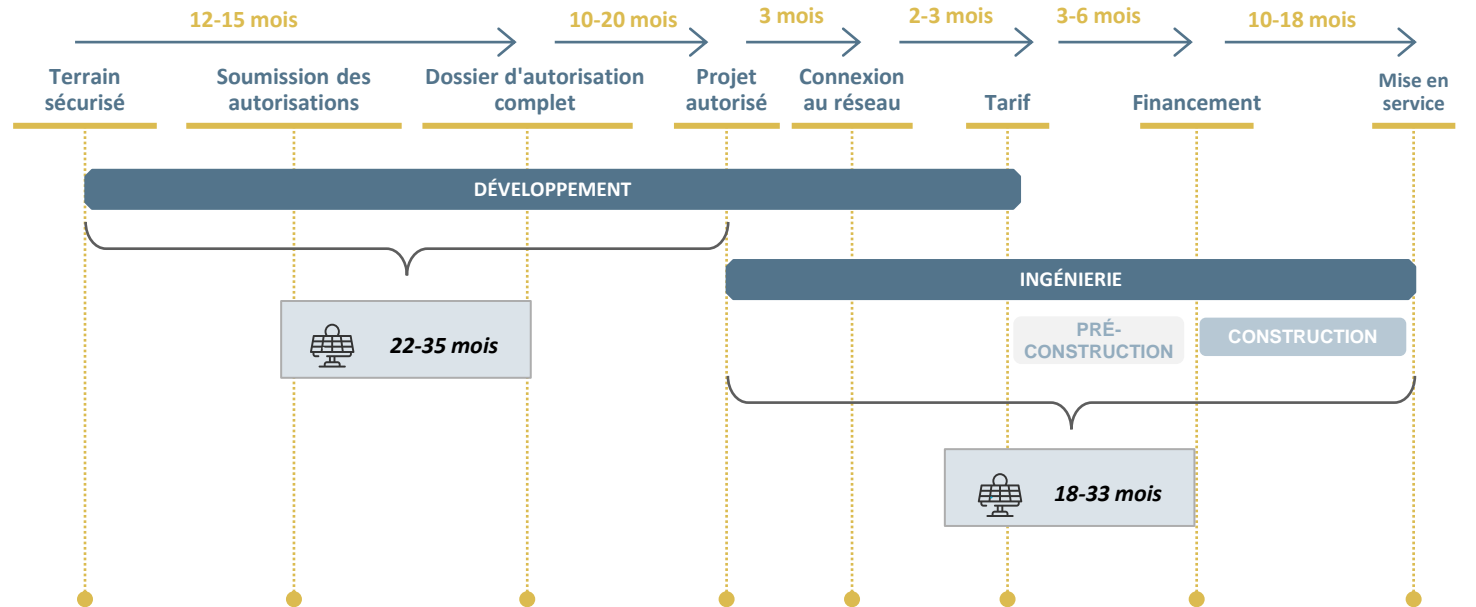 12-15 mois
10-20 mois
3 mois
2-3 mois
3-6 mois
10-18 mois
Terrain
sécurisé
Soumission des
autorisations
Dossier d'autorisation
complet
Projet
autorisé
Connexion
au réseau
Tarif
Financement
Mise en
service
DÉVELOPPEMENT
INGÉNIERIE
22-35 mois
PRÉ-
CONSTRUCTION
CONSTRUCTION
18-33 mois